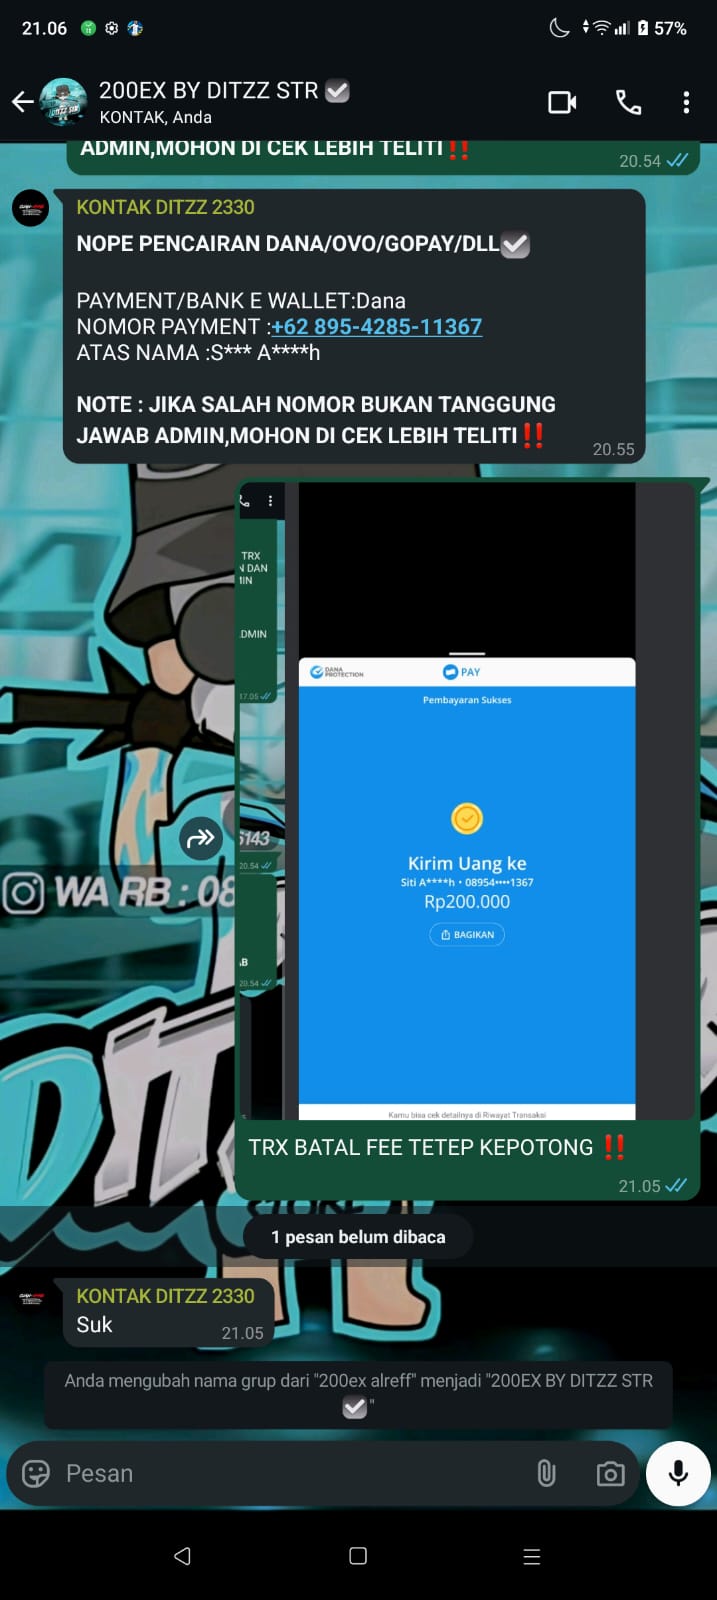 21.06
57%
200EX BY DITZZ STR ☑
KONTAK, Anda
ADMIN,MOHON DI CEK LEBIH TELITI‼️
20.54
KONTAK DITZZ 2330
NOPE PENCAIRAN DANA/OVO/GOPAY/DLL☑
PAYMENT/BANK E WALLET:Dana
NOMOR PAYMENT :+62 895-4285-11367
ATAS NAMA :S*** A****h
NOTE : JIKA SALAH NOMOR BUKAN TANGGUNG
JAWAB ADMIN,MOHON DI CEK LEBIH TELITI‼️
20.55
TRX
N DAN
MIN
.DMIN
17.05
DANA
PROTECTION
PAY
Pembayaran Sukses
5143
20.54
Kirim Uang ke
Siti A****h • 08954••••1367
Rp200.000
BAGIKAN
WA RB : 08
AB
20.54
Kamu bisa cek detailnya di Riwayat Transaksi
TRX BATAL FEE TETEP KEPOTONG ‼️
21.05
1 pesan belum dibaca
KONTAK DITZZ 2330
Suk
21.05
Anda mengubah nama grup dari "200ex alreff" menjadi "200EX BY DITZZ STR
☑"
Pesan